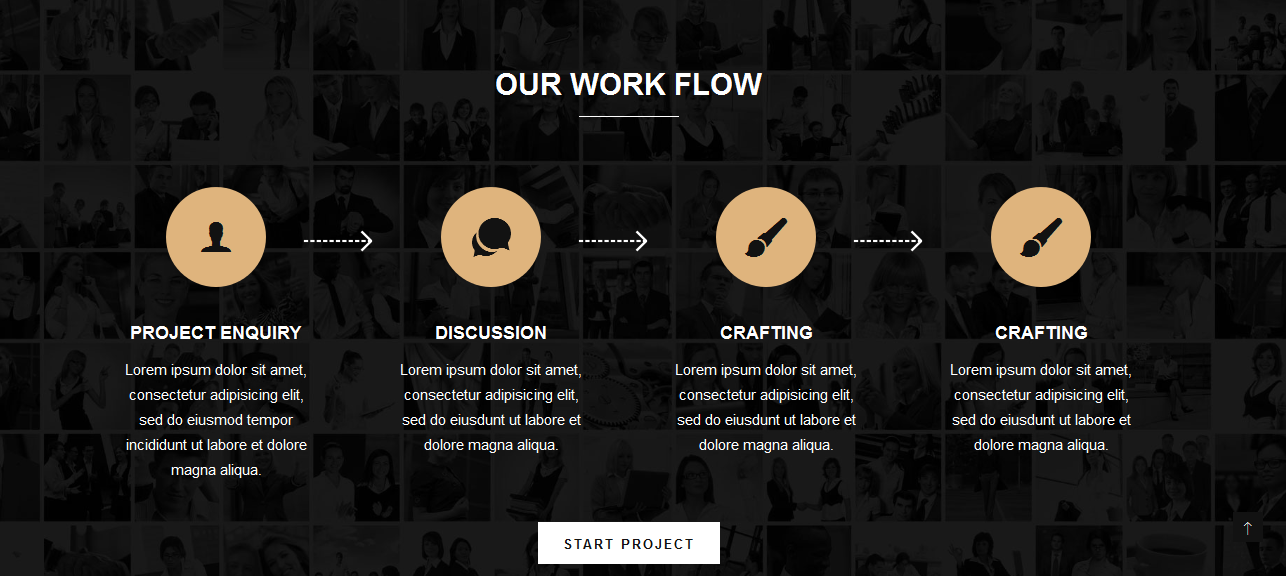 OUR WORK FLOW
PROJECT ENQUIRY
Lorem ipsum dolor sit amet,
consectetur adipisicing elit,
sed do eiusmod tempor
incididunt ut labore et dolore
magna aliqua.
DISCUSSION
Lorem ipsum dolor sit amet,
consectetur adipisicing elit,
sed do eiusdunt ut labore et
dolore magna aliqua.
CRAFTING
Lorem ipsum dolor sit amet,
consectetur adipisicing elit,
sed do eiusdunt ut labore et
dolore magna aliqua.
CRAFTING
Lorem ipsum dolor sit amet,
consectetur adipisicing elit,
sed do eiusdunt ut labore et
dolore magna aliqua.
START PROJECT